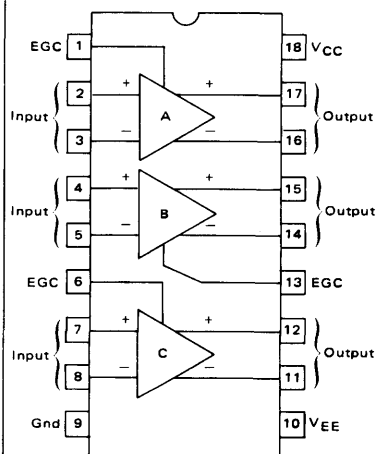 EGC 1 18 VCC
2 + + 17
Input A Output
3 − − 16
4 + + 15
Input B Output
5 − − 14
EGC 6 13 EGC
7 + + 12
Input C Output
8 − − 11
Gnd 9 10 VEE